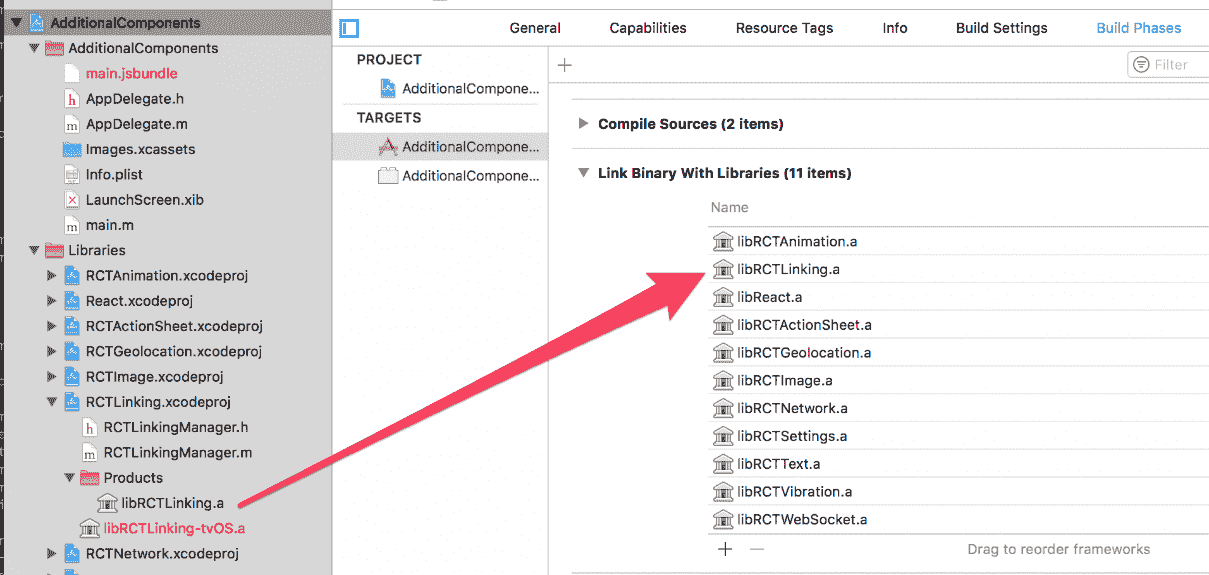 AdditionalComponents
AdditionalComponents
main.jsbundle
AppDelegate.h
AppDelegate.m
Images.xcassets
Info.plist
LaunchScreen.xib
main.m
Libraries
RCTAnimation.xcodeproj
React.xcodeproj
RCTActionSheet.xcodeproj
RCTGeolocation.xcodeproj
RCTImage.xcodeproj
RCTLinking.xcodeproj
RCTLinkingManager.h
RCTLinkingManager.m
Products
libRCTLinking.a
libRCTLinking-tvOS.a
RCTNetwork.xcodeproj
General Capabilities Resource Tags Info Build Settings Build Phases
PROJECT
AdditionalCompone...
TARGETS
AdditionalCompone...
AdditionalCompone...
Filter
Compile Sources (2 items)
Link Binary With Libraries (11 items)
Name
libRCTAnimation.a
libRCTLinking.a
libReact.a
libRCTActionSheet.a
libRCTGeolocation.a
libRCTImage.a
libRCTNetwork.a
libRCTSettings.a
libRCTText.a
libRCTVibration.a
libRCTWebSocket.a
Drag to reorder frameworks